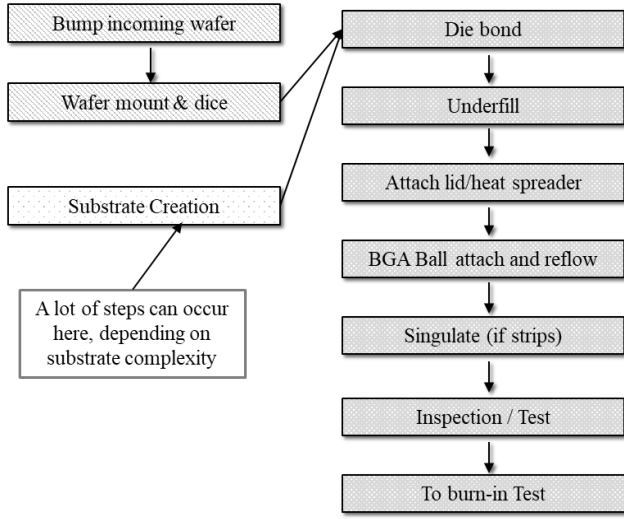 Bump incoming wafer
Wafer mount & dice
Substrate Creation
A lot of steps can occur
here, depending on
substrate complexity
Die bond
Underfill
Attach lid/heat spreader
BGA Ball attach and reflow
Singulate (if strips)
Inspection / Test
To burn-in Test